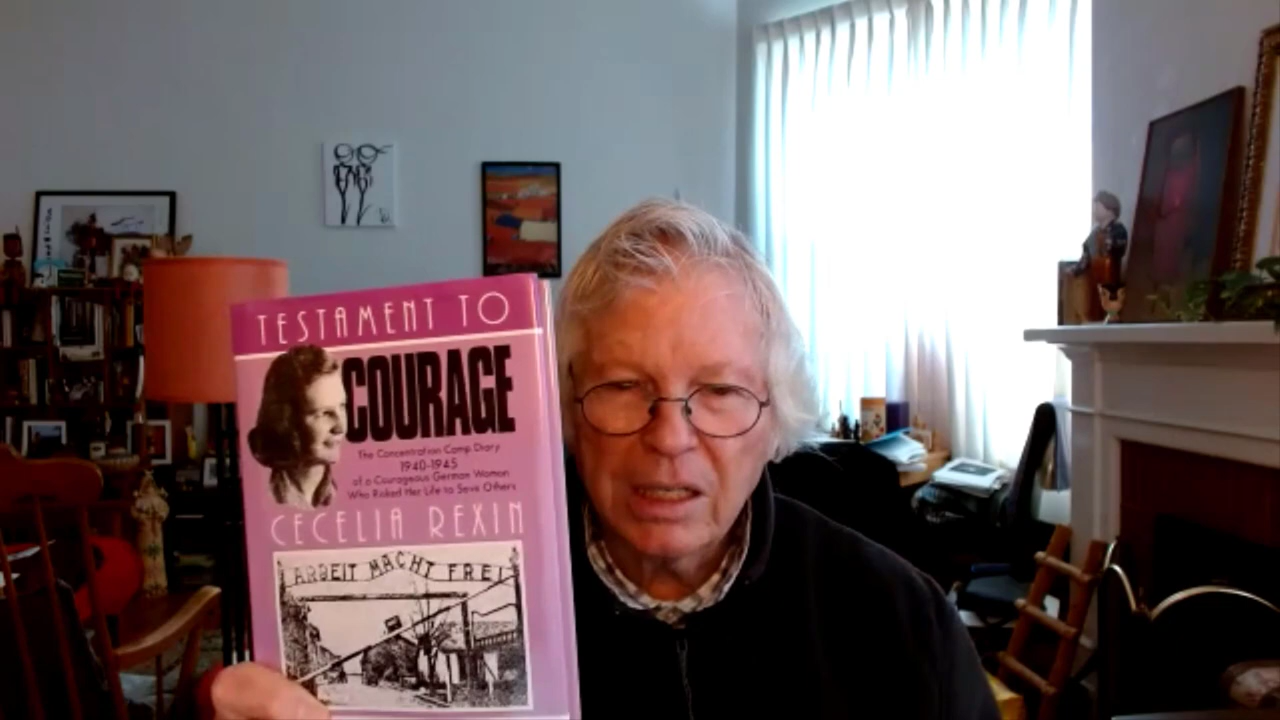 TESTAMENT TO
COURAGE
The Concentration Camp Diary
1940-1945
of a Courageous German Woman
Who Risked Her Life to Save Others
CECELIA REXIN
ARBEIT MACHT FREI